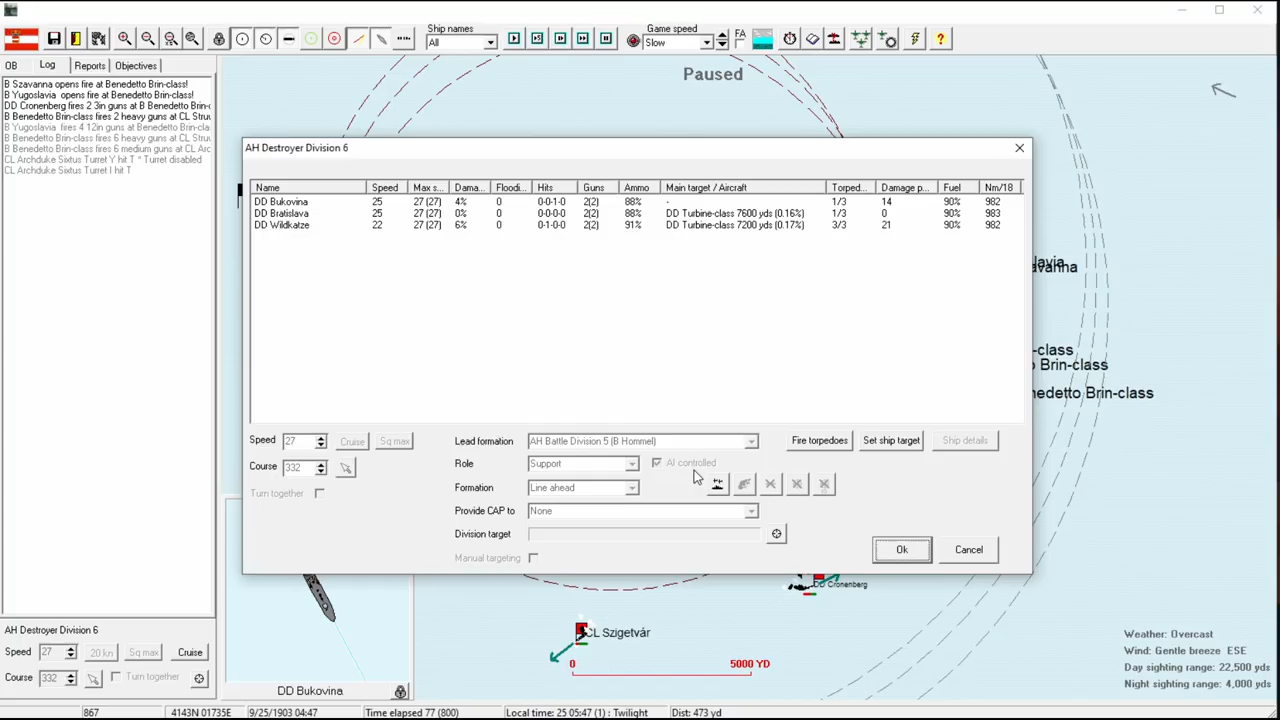 Ship names
Game speed
All
Slow
FA
OB
Log
Reports
Objectives
B Szavanna opens fire at Benedetto Brin-class!
B Yugoslavia opens fire at Benedetto Brin-class!
DD Cronenberg fires 2 3in guns at B Benedetto Brin-c
B Benedetto Brin-class fires 2 heavy guns at CL Stru
B Yugoslavia fires 4 12in guns at Benedetto Brin-cla
B Benedetto Brin-class fires 6 heavy guns at CL Stru
B Benedetto Brin-class fires 6 medium guns at CL Arc
CL Archduke Sixtus Turret Y hit T * Turret disabled
CL Archduke Sixtus Turret I hit T
Paused
AH Destroyer Division 6
Name Speed Max s... Dama... Floodi... Hits Guns Ammo Main target / Aircraft Torped... Damage p... Fuel Nm/18
DD Bukovina 25 27 (27) 4% 0 0-0-1-0 2(2) 88% - 1/3 14 90% 982
DD Bratislava 25 27 (27) 0% 0 0-0-0-0 2(2) 88% DD Turbine-class 7600 yds (0.16%) 1/3 0 90% 983
DD Wildkatze 22 27 (27) 6% 0 0-1-0-0 2(2) 91% DD Turbine-class 7200 yds (0.17%) 3/3 21 90% 982
Speed 27 Cruise Sq max
Course 332
Turn together
Lead formation AH Battle Division 5 (B Hommel)
Role Support AI controlled
Formation Line ahead
Provide CAP to None
Division target
Manual targeting
Fire torpedoes Set ship target Ship details
Ok Cancel
avanna
-class
Brin-class
nedetto Brin-class
DD Cronenberg
CL Szigetvár
0 5000 YD
Weather: Overcast
Wind: Gentle breeze ESE
Day sighting range: 22,500 yds
Night sighting range: 4,000 yds
AH Destroyer Division 6
Speed 27 20 kn Sq max Cruise
Course 332 Turn together
DD Bukovina
867 4143N 01735E 9/25/1903 04:47 Time elapsed 77 (800) Local time: 25 05:47 (1) : Twilight Dist: 473 yd